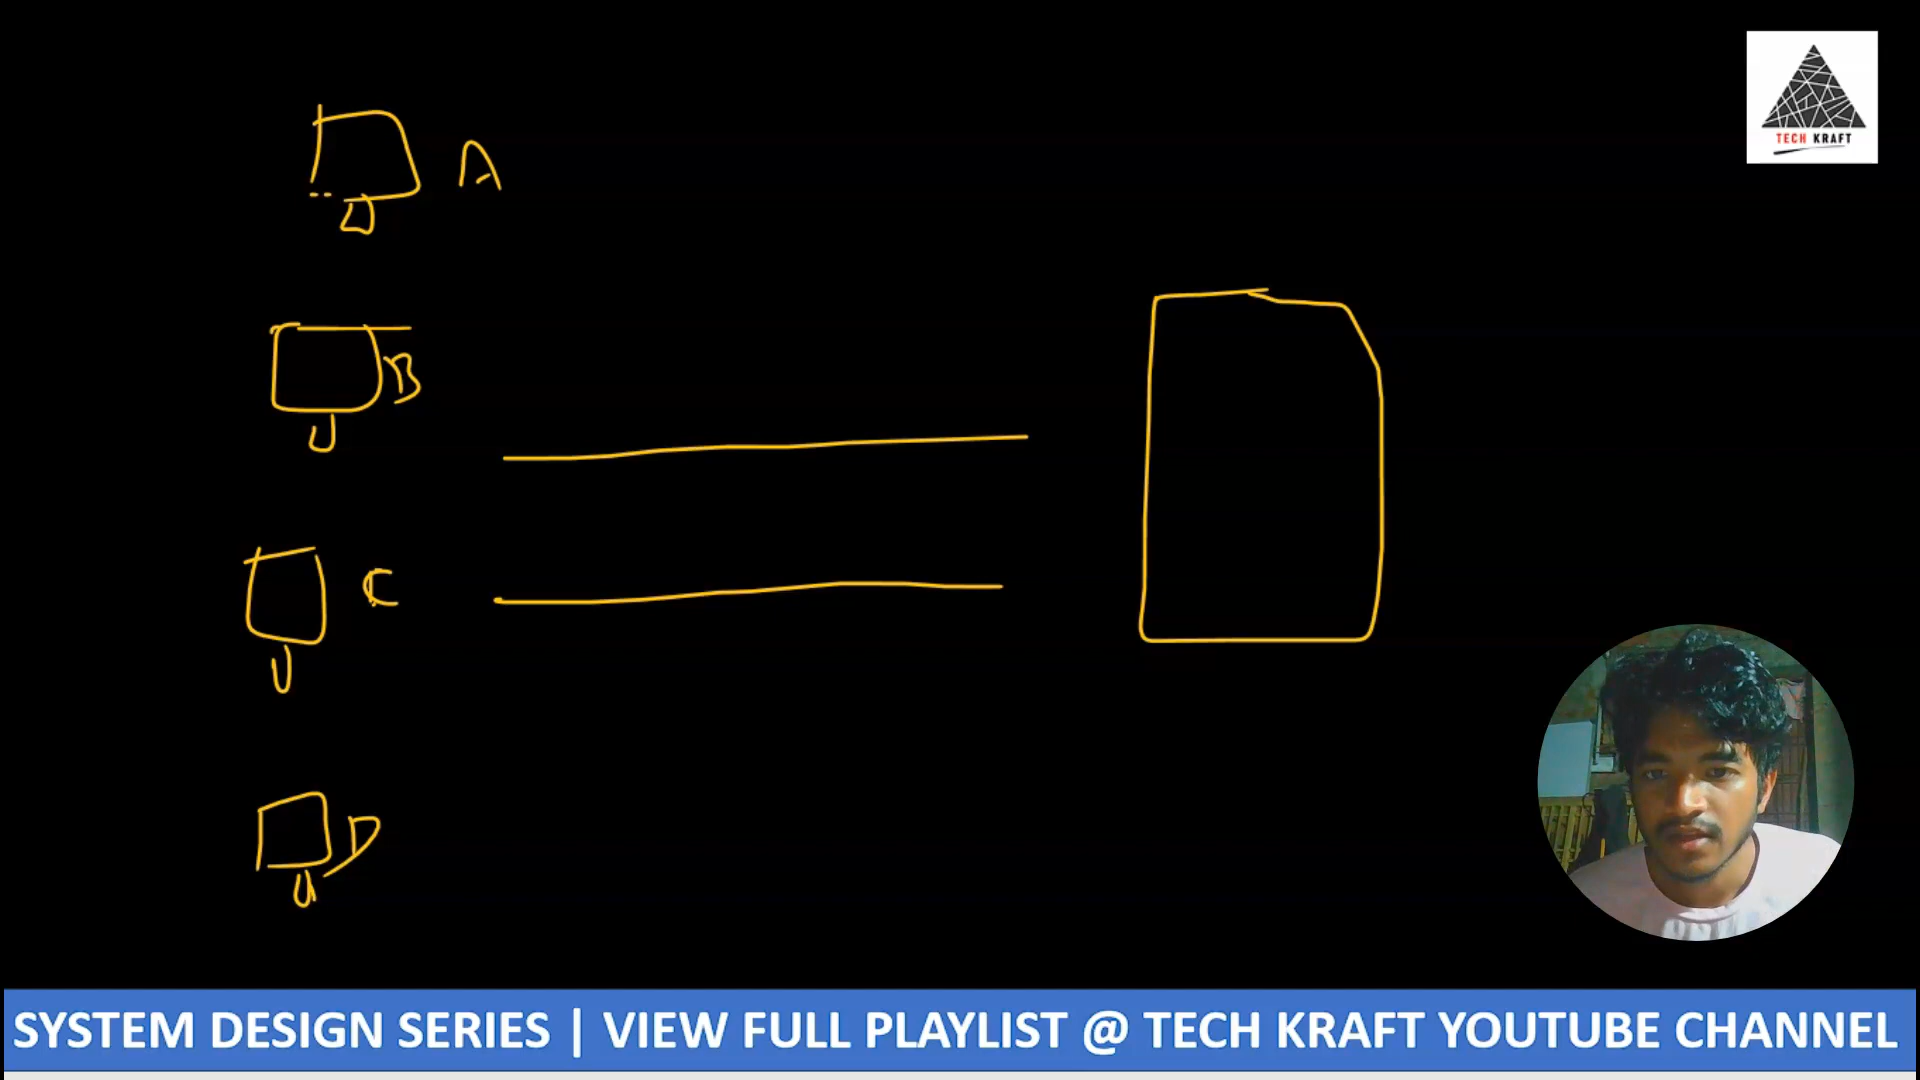 TECH KRAFT
A
B
C
D
SYSTEM DESIGN SERIES | VIEW FULL PLAYLIST @ TECH KRAFT YOUTUBE CHANNEL